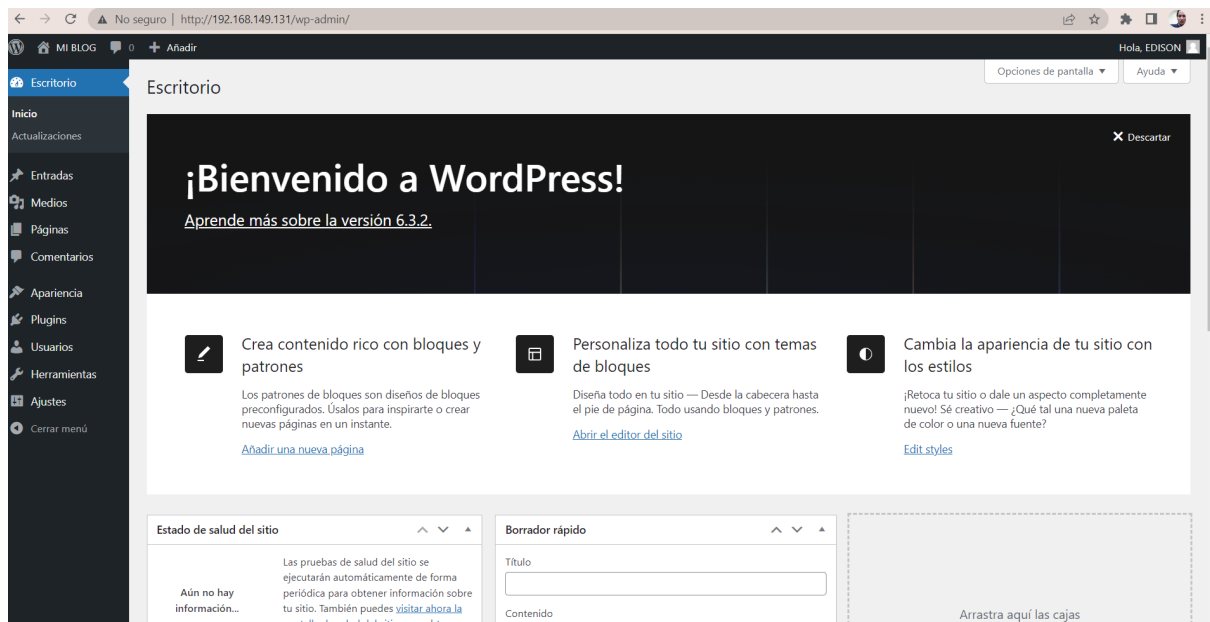 No seguro | http://192.168.149.131/wp-admin/
MI BLOG 0 + Añadir Hola, EDISON
Opciones de pantalla ▼ Ayuda ▼
Escritorio
Inicio
Actualizaciones
Entradas
Medios
Páginas
Comentarios
Apariencia
Plugins
Usuarios
Herramientas
Ajustes
Cerrar menú
Escritorio
Descartar
¡Bienvenido a WordPress!
Aprende más sobre la versión 6.3.2.
Crea contenido rico con bloques y
patrones
Los patrones de bloques son diseños de bloques
preconfigurados. Úsalos para inspirarte o crear
nuevas páginas en un instante.
Añadir una nueva página
Personaliza todo tu sitio con temas
de bloques
Diseña todo en tu sitio — Desde la cabecera hasta
el pie de página. Todo usando bloques y patrones.
Abrir el editor del sitio
Cambia la apariencia de tu sitio con
los estilos
¡Retoca tu sitio o dale un aspecto completamente
nuevo! Sé creativo — ¿Qué tal una nueva paleta
de color o una nueva fuente?
Edit styles
Estado de salud del sitio
Aún no hay
información...
Las pruebas de salud del sitio se
ejecutarán automáticamente de forma
periódica para obtener información sobre
tu sitio. También puedes visitar ahora la
Borrador rápido
Título
Contenido
Arrastra aquí las cajas